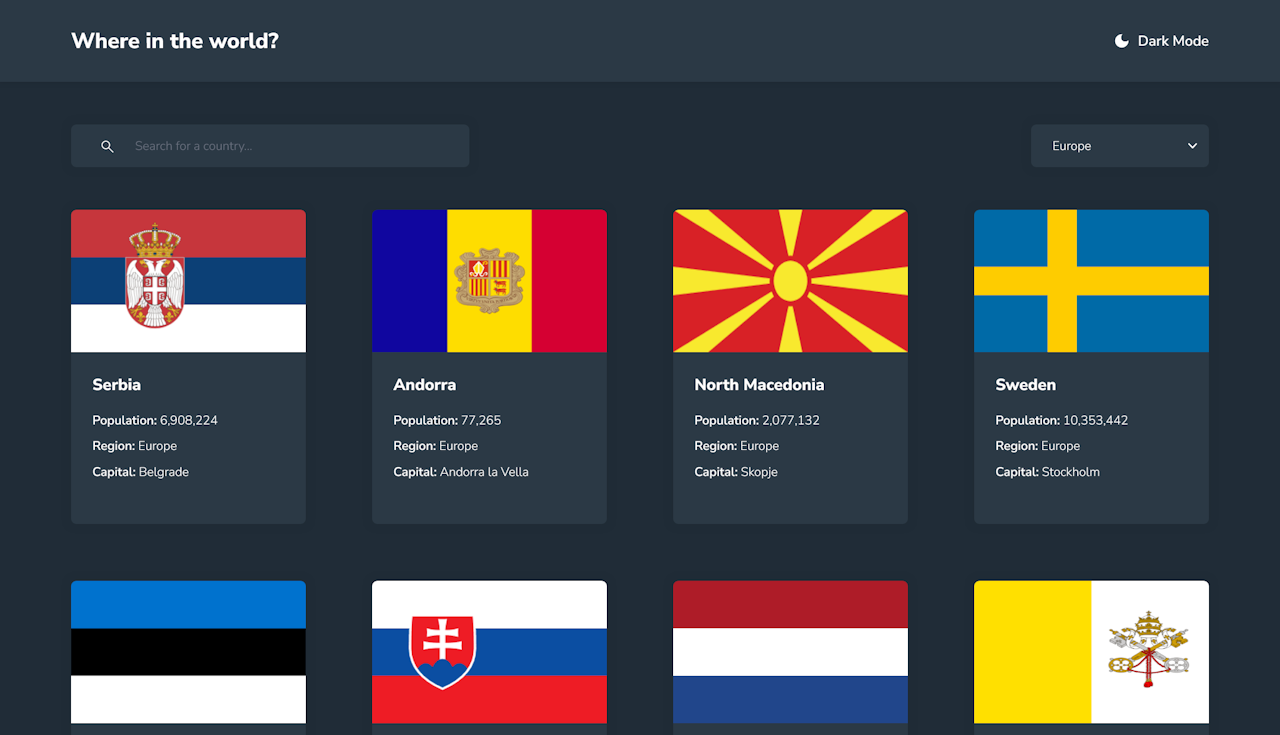 Where in the world?
Dark Mode
Search for a country...
Europe
Serbia
Population: 6,908,224
Region: Europe
Capital: Belgrade
Andorra
Population: 77,265
Region: Europe
Capital: Andorra la Vella
North Macedonia
Population: 2,077,132
Region: Europe
Capital: Skopje
Sweden
Population: 10,353,442
Region: Europe
Capital: Stockholm